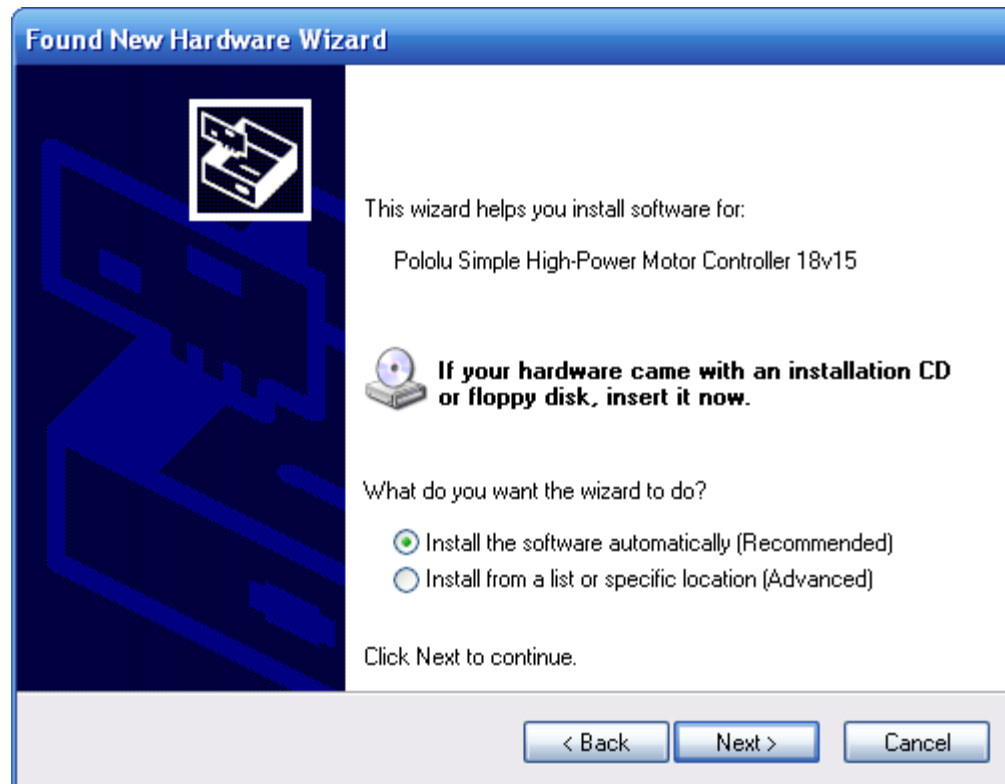 Found New Hardware Wizard
This wizard helps you install software for:
Pololu Simple High-Power Motor Controller 18v15
If your hardware came with an installation CD
or floppy disk, insert it now.
What do you want the wizard to do?
Install the software automatically (Recommended)
Install from a list or specific location (Advanced)
Click Next to continue.
< Back Next > Cancel